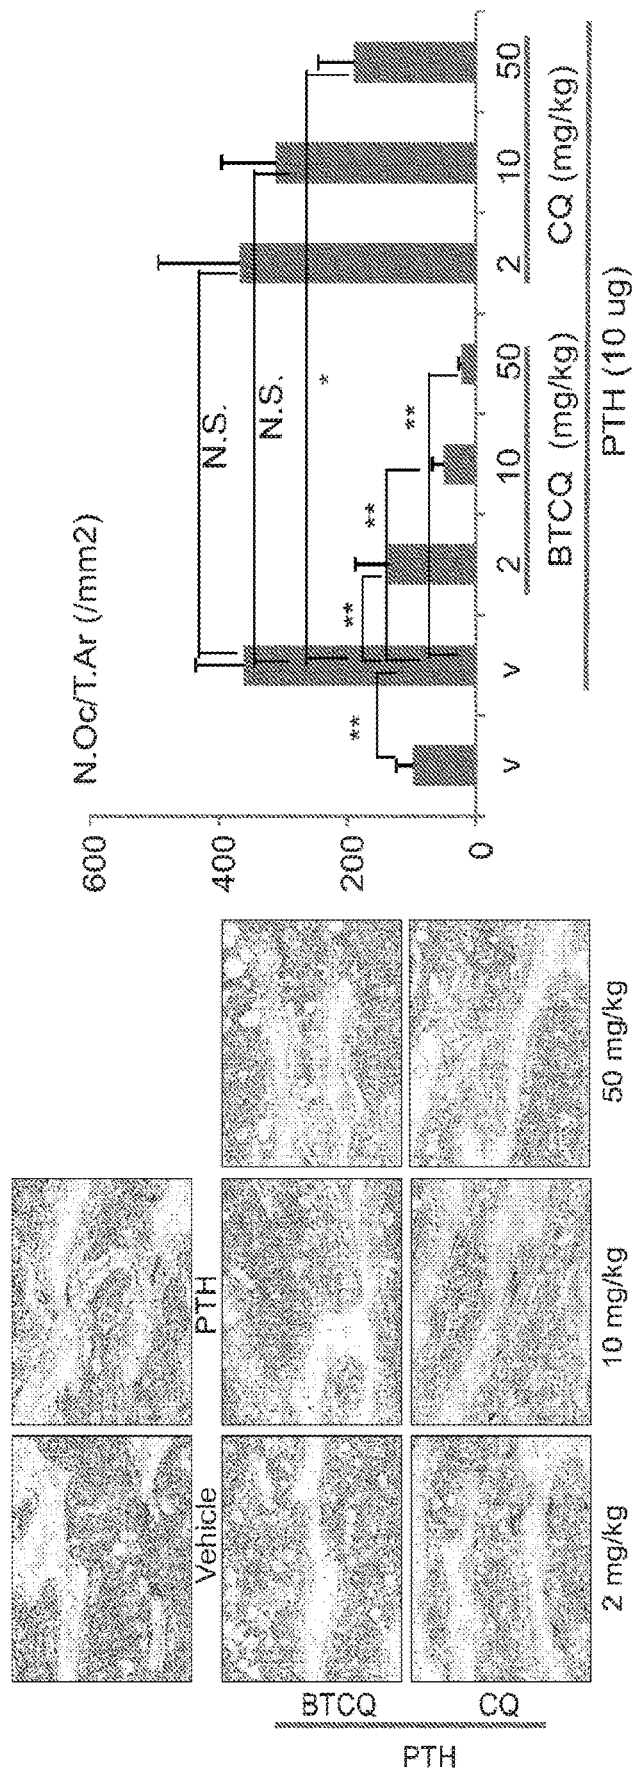 Vehicle
PTH
BTCQ
CQ
PTH
2 mg/kg
10 mg/kg
50 mg/kg
N.Oc/T.Ar (/mm2)
600
400
200
0
N.S.
N.S.
*
**
**
**
**
v
v
2
10
50
2
10
50
BTCQ (mg/kg)
CQ (mg/kg)
PTH (10 ug)